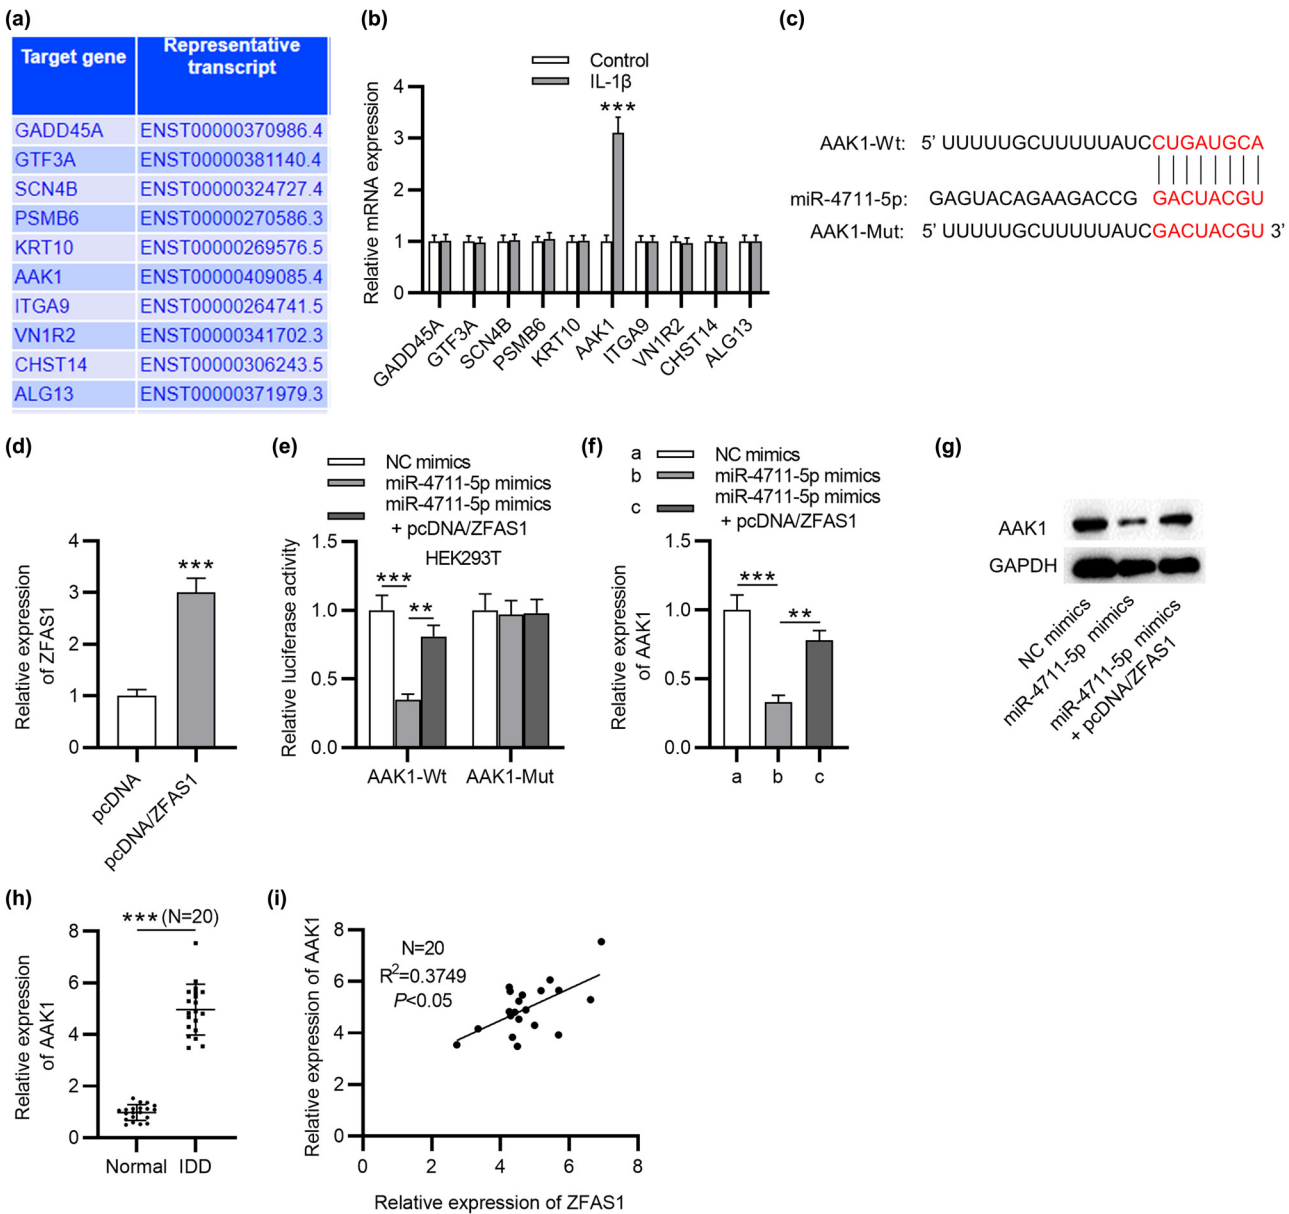 (a)
Target gene
Representative
transcript
GADD45A ENST00000370986.4
GTF3A ENST00000381140.4
SCN4B ENST00000324727.4
PSMB6 ENST00000270586.3
KRT10 ENST00000269576.5
AAK1 ENST00000409085.4
ITGA9 ENST00000264741.5
VN1R2 ENST00000341702.3
CHST14 ENST00000306243.5
ALG13 ENST00000371979.3
(b)
Control
IL-1β
Relative mRNA expression
4
3
2
1
0
***
GADD45A
GTF3A
SCN4B
PSMB6
KRT10
AAK1
ITGA9
VN1R2
CHST14
ALG13
(c)
AAK1-Wt: 5' UUUUUGCUUUUUAUCCUGAUGCA
miR-4711-5p: GAGUACAGAAGACCG GACUACGU
AAK1-Mut: 5' UUUUUGCUUUUUAUCGACUACGU 3'
(d)
Relative expression
of ZFAS1
4
3
2
1
0
***
pcDNA
pcDNA/ZFAS1
(e)
NC mimics
miR-4711-5p mimics
miR-4711-5p mimics
+ pcDNA/ZFAS1
HEK293T
Relative luciferase activity
1.5
1.0
0.5
0.0
***
**
AAK1-Wt
AAK1-Mut
(f)
a NC mimics
b miR-4711-5p mimics
c miR-4711-5p mimics
+ pcDNA/ZFAS1
Relative expression
of AAK1
1.5
1.0
0.5
0.0
***
**
a b c
(g)
AAK1
GAPDH
NC mimics
miR-4711-5p mimics
miR-4711-5p mimics
+ pcDNA/ZFAS1
(h)
Relative expression
of AAK1
8
6
4
2
0
*** (N=20)
Normal IDD
(i)
Relative expression of AAK1
8
6
4
2
0
N=20
R²=0.3749
P<0.05
0 2 4 6 8
Relative expression of ZFAS1